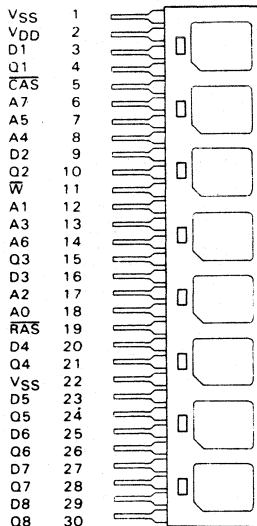 VSS 1
VDD 2
D1 3
Q1 4
C̅A̅S̅ 5
A7 6
A5 7
A4 8
D2 9
Q2 10
W̅ 11
A1 12
A3 13
A6 14
Q3 15
D3 16
A2 17
A0 18
R̅A̅S̅ 19
D4 20
Q4 21
VSS 22
D5 23
Q5 24
D6 25
Q6 26
D7 27
Q7 28
D8 29
Q8 30